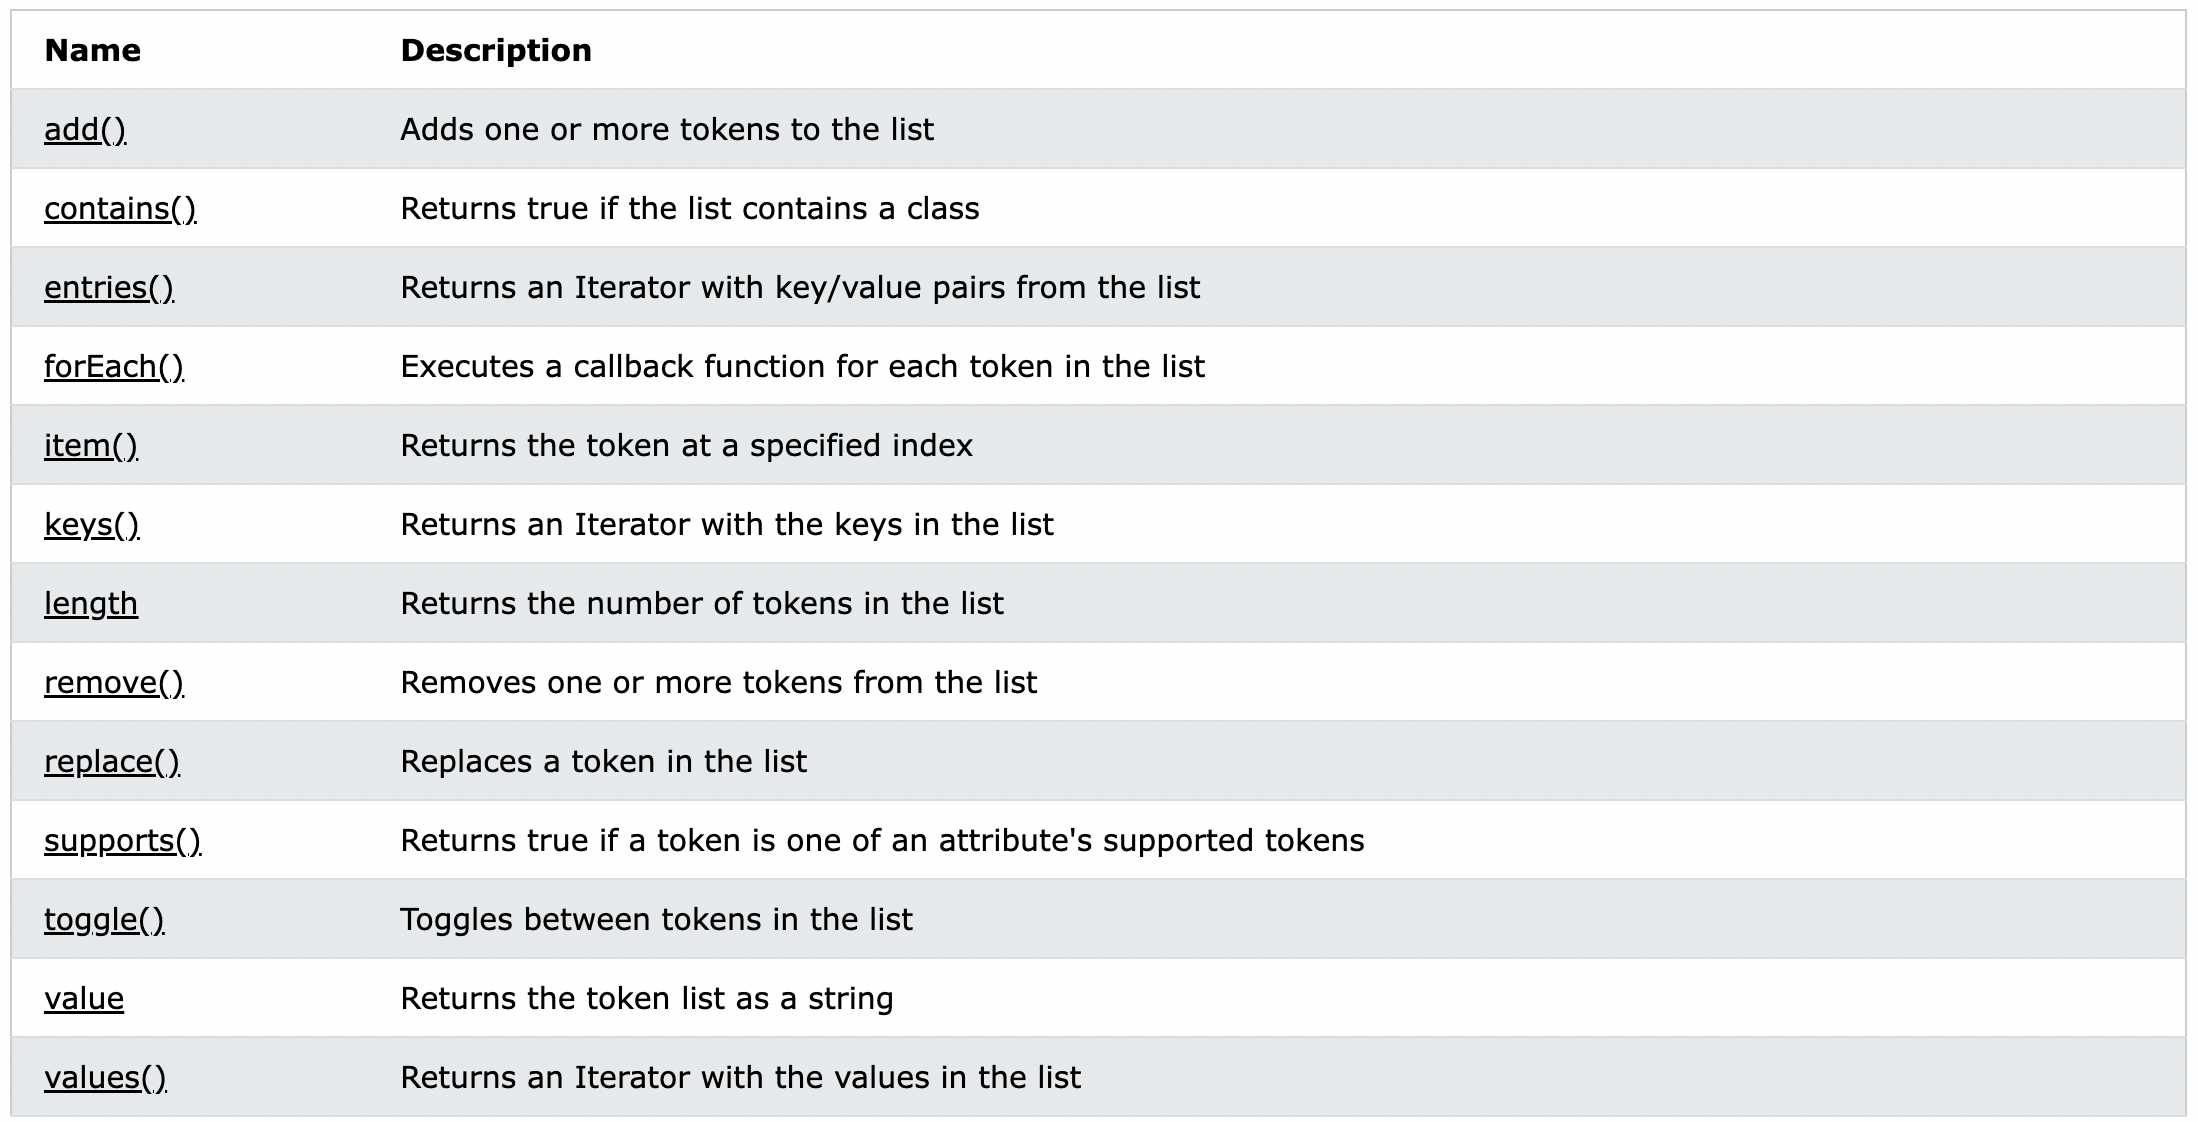 Name Description
add() Adds one or more tokens to the list
contains() Returns true if the list contains a class
entries() Returns an Iterator with key/value pairs from the list
forEach() Executes a callback function for each token in the list
item() Returns the token at a specified index
keys() Returns an Iterator with the keys in the list
length Returns the number of tokens in the list
remove() Removes one or more tokens from the list
replace() Replaces a token in the list
supports() Returns true if a token is one of an attribute's supported tokens
toggle() Toggles between tokens in the list
value Returns the token list as a string
values() Returns an Iterator with the values in the list